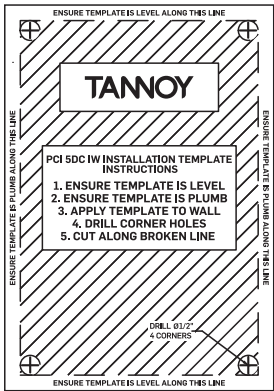 ENSURE TEMPLATE IS LEVEL ALONG THIS LINE
TANNOY
ENSURE TEMPLATE IS PLUMB ALONG THIS LINE
ENSURE TEMPLATE IS PLUMB ALONG THIS LINE
PCI 5DC IW INSTALLATION TEMPLATE
INSTRUCTIONS
1. ENSURE TEMPLATE IS LEVEL
2. ENSURE TEMPLATE IS PLUMB
3. APPLY TEMPLATE TO WALL
4. DRILL CORNER HOLES
5. CUT ALONG BROKEN LINE
DRILL Ø1/2"
4 CORNERS
ENSURE TEMPLATE IS LEVEL ALONG THIS LINE